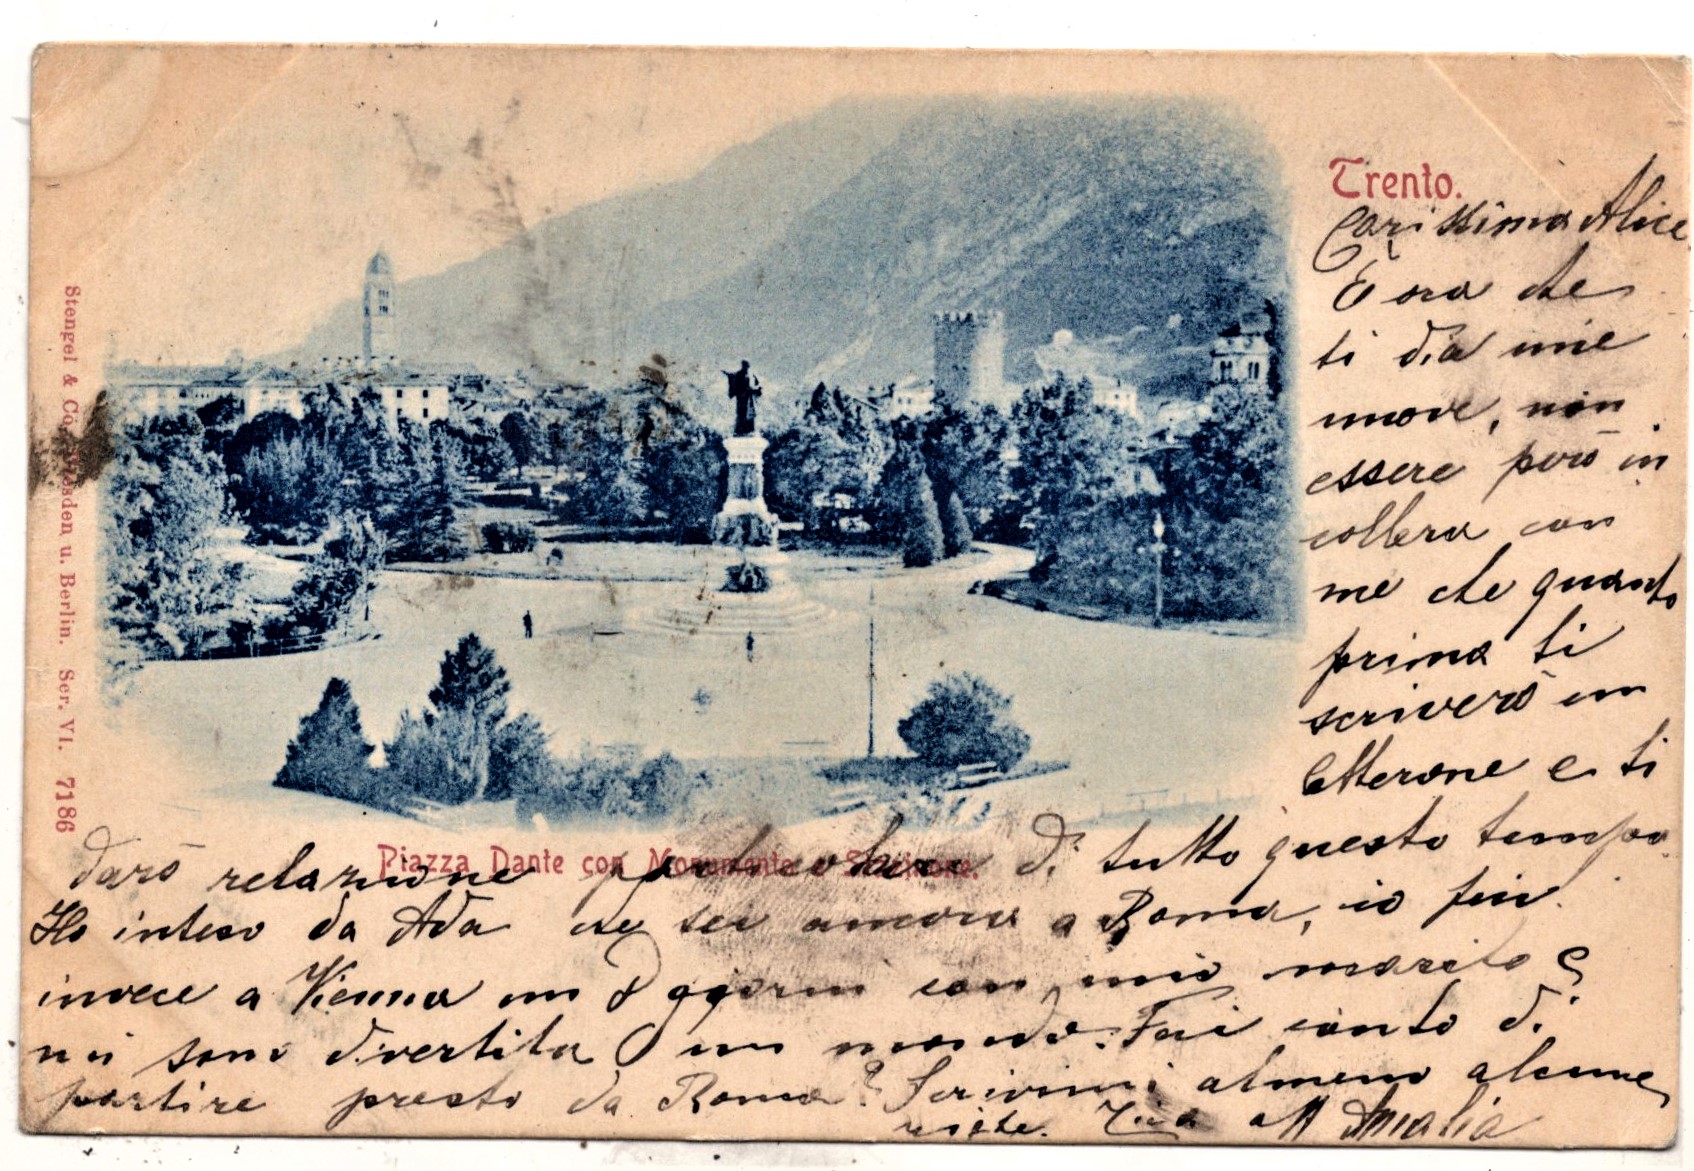 Trento.
Carissima Alice
È ora che
ti dia mie
nuove, non
essere però in
collera con
me che quanto
prima ti
scriverò un
letterone e ti
darò relazione particolare di tutto questo tempo.
Piazza Dante con Monumento e Stazione.
Ho inteso da Ada che sei ancora a Roma, io fui
invece a Vienna un 8 giorni con mio marito e
mi sono divertita un mondo. Fai conto di
partire presto da Roma? Scrivimi almeno alcune
righe. Tua aff Amalia
Stengel & Co., Dresden u. Berlin. Ser. VI. 7186